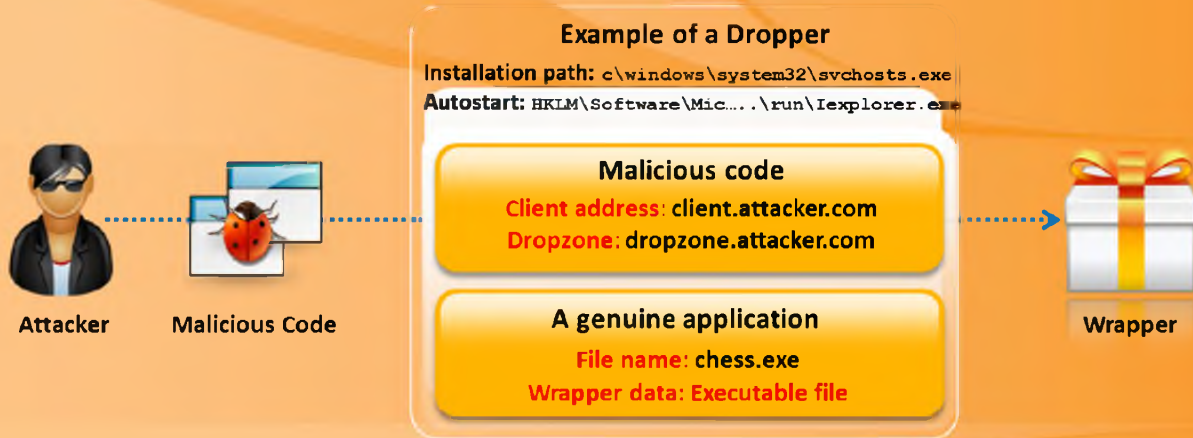 Example of a Dropper
Installation path: c\windows\system32\svchosts.exe
Autostart: HKLM\Software\Mic.....\run\Iexplorer.exe
Malicious code
Client address: client.attacker.com
Dropzone: dropzone.attacker.com
Attacker
Malicious Code
A genuine application
File name: chess.exe
Wrapper data: Executable file
Wrapper